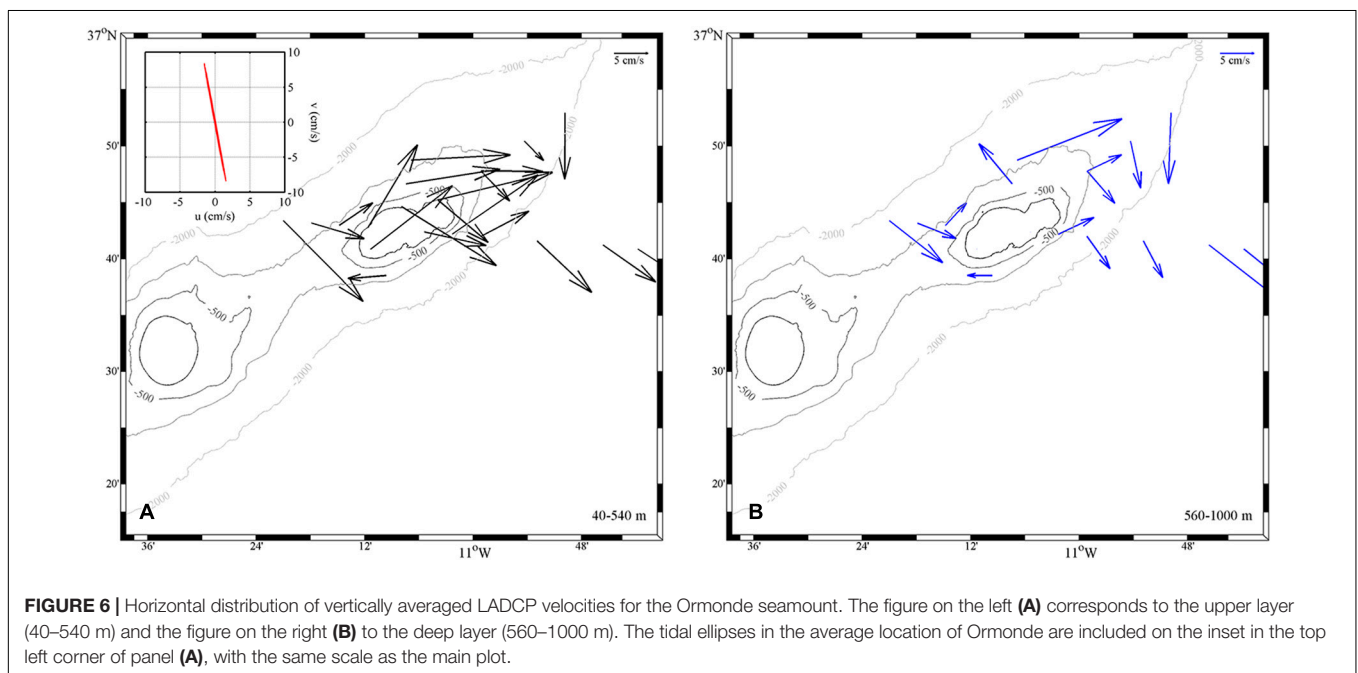 37°N
50'
40'
30'
20'
36'
24'
12'
11°W
48'
10
5
0
-5
-10
v (cm/s)
-10
-5
0
5
10
u (cm/s)
5 cm/s
-2000
-2000
-500
-500
-2000
-2000
-500
-500
-2000
-2000
A
40-540 m
5 cm/s
-2000
-2000
-500
-500
-2000
-2000
-500
-500
-2000
B
560-1000 m
36'
24'
12'
11°W
48'
FIGURE 6 | Horizontal distribution of vertically averaged LADCP velocities for the Ormonde seamount. The figure on the left (A) corresponds to the upper layer
(40–540 m) and the figure on the right (B) to the deep layer (560–1000 m). The tidal ellipses in the average location of Ormonde are included on the inset in the top
left corner of panel (A), with the same scale as the main plot.